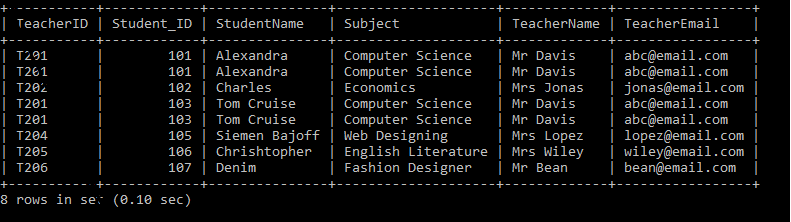 | TeacherID | Student_ID | StudentName | Subject | TeacherName | TeacherEmail |
| T201 | 101 | Alexandra | Computer Science | Mr Davis | abc@email.com |
| T201 | 101 | Alexandra | Computer Science | Mr Davis | abc@email.com |
| T202 | 102 | Charles | Economics | Mrs Jonas | jonas@email.com |
| T201 | 103 | Tom Cruise | Computer Science | Mr Davis | abc@email.com |
| T201 | 103 | Tom Cruise | Computer Science | Mr Davis | abc@email.com |
| T204 | 105 | Siemen Bajoff | Web Designing | Mrs Lopez | lopez@email.com |
| T205 | 106 | Chrishtopher | English Literature | Mrs Wiley | wiley@email.com |
| T206 | 107 | Denim | Fashion Designer | Mr Bean | bean@email.com |
8 rows in set (0.10 sec)